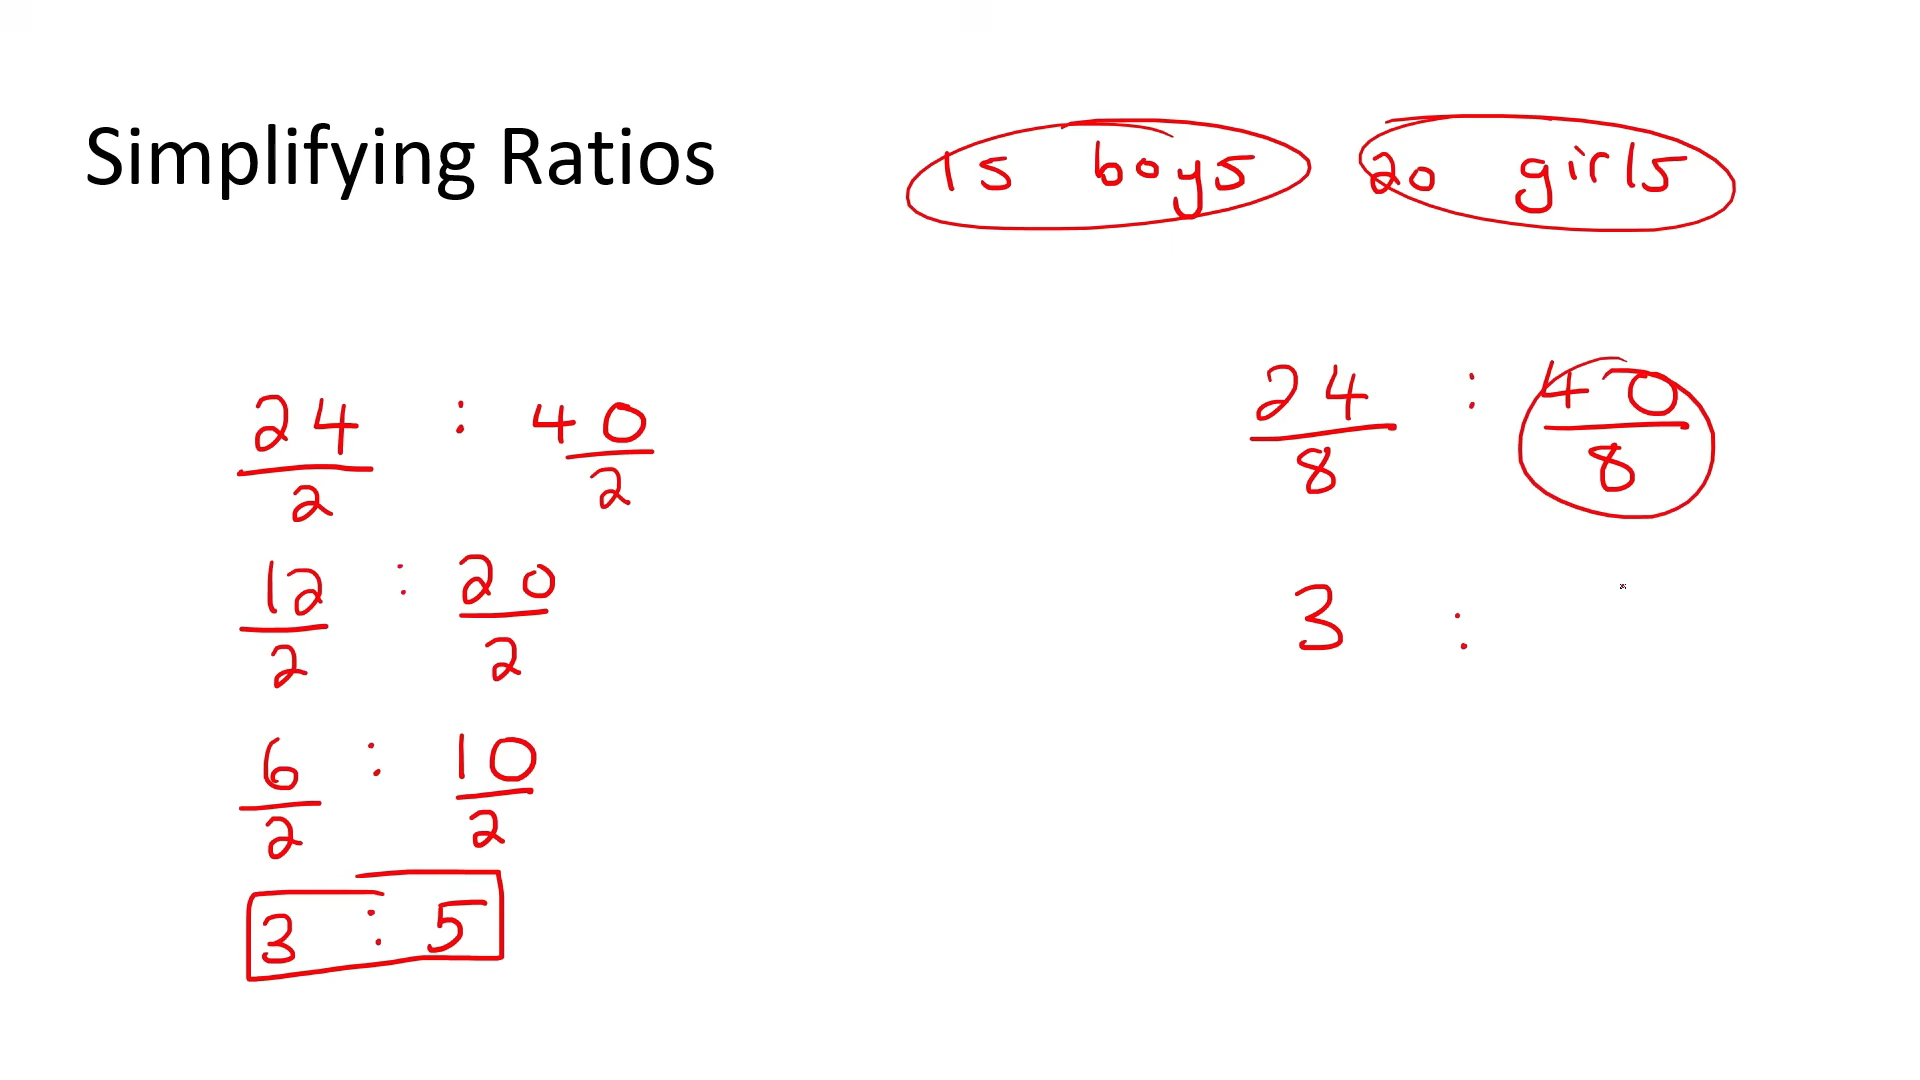 Simplifying Ratios
15 boys 20 girls
24 : 40
2 2
12 : 20
2 2
6 : 10
2 2
3 : 5
24 : 40
8 8
3 :